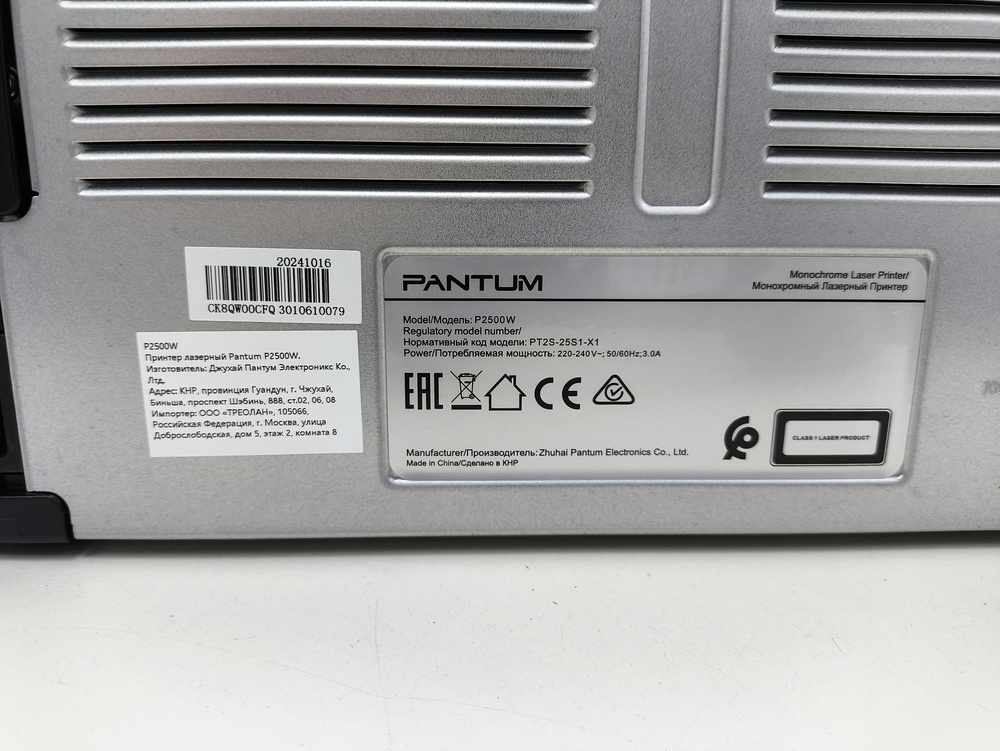 20241016
CK8QW00CFQ 3010610079
P2500W
Принтер лазерный Pantum P2500W.
Изготовитель: Джухай Пантум Электроникс Ко.,
Лтд.
Адрес: КНР, провинция Гуандун, г. Чжухай,
Биньша, проспект Шэбинь, 888, ст.02, 06, 08
Импортер: ООО «ТРЕОЛАН», 105066,
Российская Федерация, г. Москва, улица
Доброслободская, дом 5, этаж 2, комната 8
PANTUM
Monochrome Laser Printer/
Монохромный Лазерный Принтер
Model/Модель: P2500W
Regulatory model number/
Нормативный код модели: PT2S-25S1-X1
Power/Потребляемая мощность: 220-240V~; 50/60Hz;3.0A
EAC CE
CLASS 1 LASER PRODUCT
Manufacturer/Производитель: Zhuhai Pantum Electronics Co., Ltd.
Made in China/Сделано в КНР